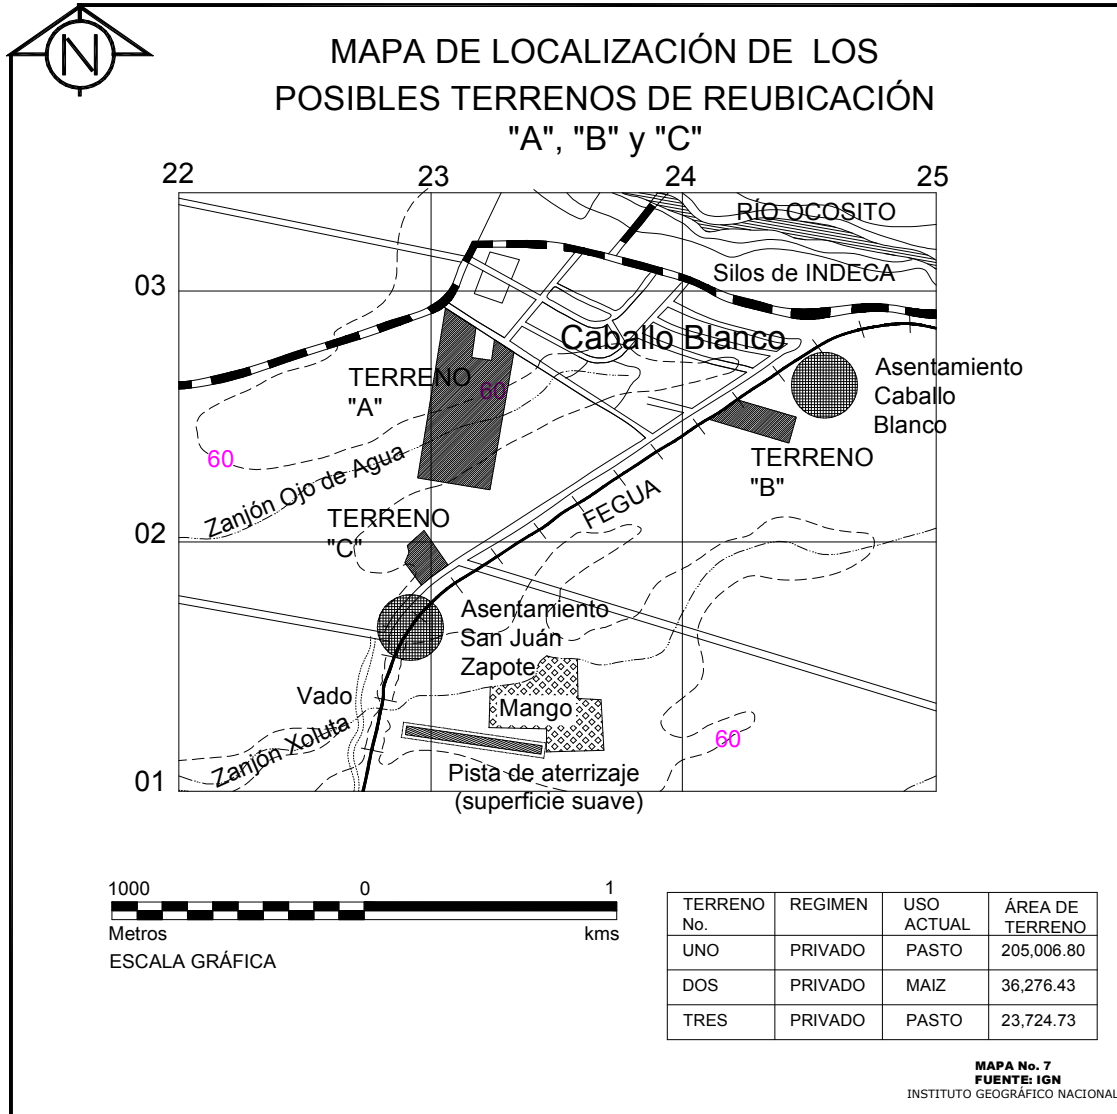 N
MAPA DE LOCALIZACIÓN DE LOS
POSIBLES TERRENOS DE REUBICACIÓN
"A", "B" y "C"
22 23 24 25
RÍO OCOSITO
Silos de INDECA
03
Caballo Blanco
Asentamiento
Caballo
Blanco
TERRENO
"A"
60
60
TERRENO
"B"
Zanjón Ojo de Agua
FEGUA
TERRENO
"C"
02
Asentamiento
San Juán
Zapote
Vado
Mango
60
Zanjón Xoluta
01
Pista de aterrizaje
(superficie suave)
1000 0 1
Metros kms
ESCALA GRÁFICA
TERRENO No. REGIMEN USO ACTUAL ÁREA DE TERRENO
UNO PRIVADO PASTO 205,006.80
DOS PRIVADO MAIZ 36,276.43
TRES PRIVADO PASTO 23,724.73
MAPA No. 7
FUENTE: IGN
INSTITUTO GEOGRÁFICO NACIONAL